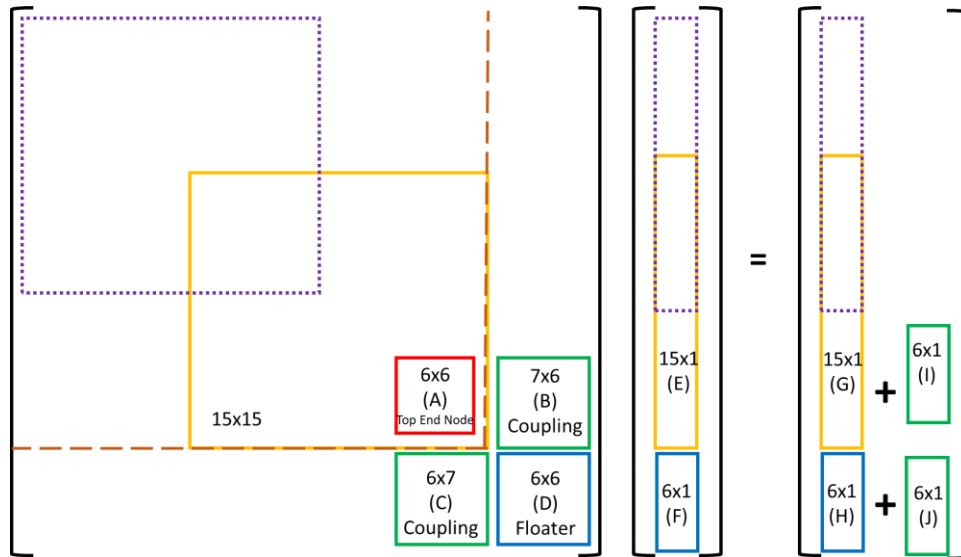 15x15
6x6
(A)
Top End Node
7x6
(B)
Coupling
6x7
(C)
Coupling
6x6
(D)
Floater
15x1
(E)
6x1
(F)
=
15x1
(G)
+
6x1
(I)
6x1
(H)
+
6x1
(J)